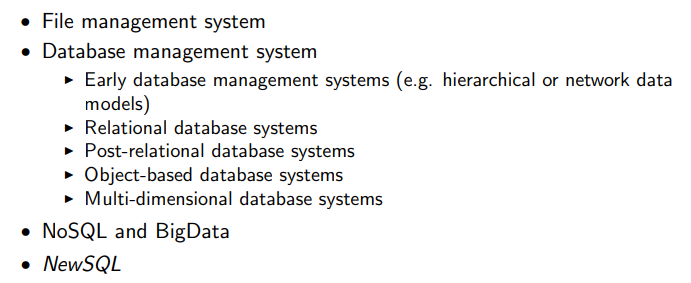 • File management system
• Database management system
▶ Early database management systems (e.g. hierarchical or network data
models)
▶ Relational database systems
▶ Post-relational database systems
▶ Object-based database systems
▶ Multi-dimensional database systems
• NoSQL and BigData
• NewSQL